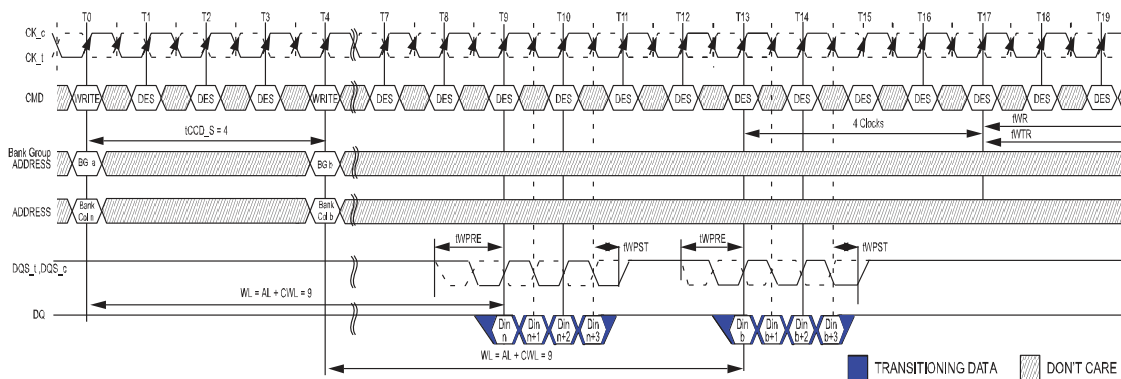 T0 T1 T2 T3 T4 T7 T8 T9 T10 T11 T12 T13 T14 T15 T16 T17 T18 T19
CK_c
CK_t
CMD WRITE DES DES DES WRITE DES DES DES DES DES DES DES DES DES DES DES DES DES
tCCD_S = 4
4 Clocks
tWR
tWTR
Bank Group
ADDRESS
BG a
BG b
ADDRESS
Bank
Col n
Bank
Col b
tWPRE
tWPST
tWPRE
tWPST
DQS_t ,DQS_c
WL = AL + CWL = 9
DQ
Din
n
Din
n+1
Din
n+2
Din
n+3
Din
b
Din
b+1
Din
b+2
Din
b+3
WL = AL + CWL = 9
TRANSITIONING DATA
DON'T CARE